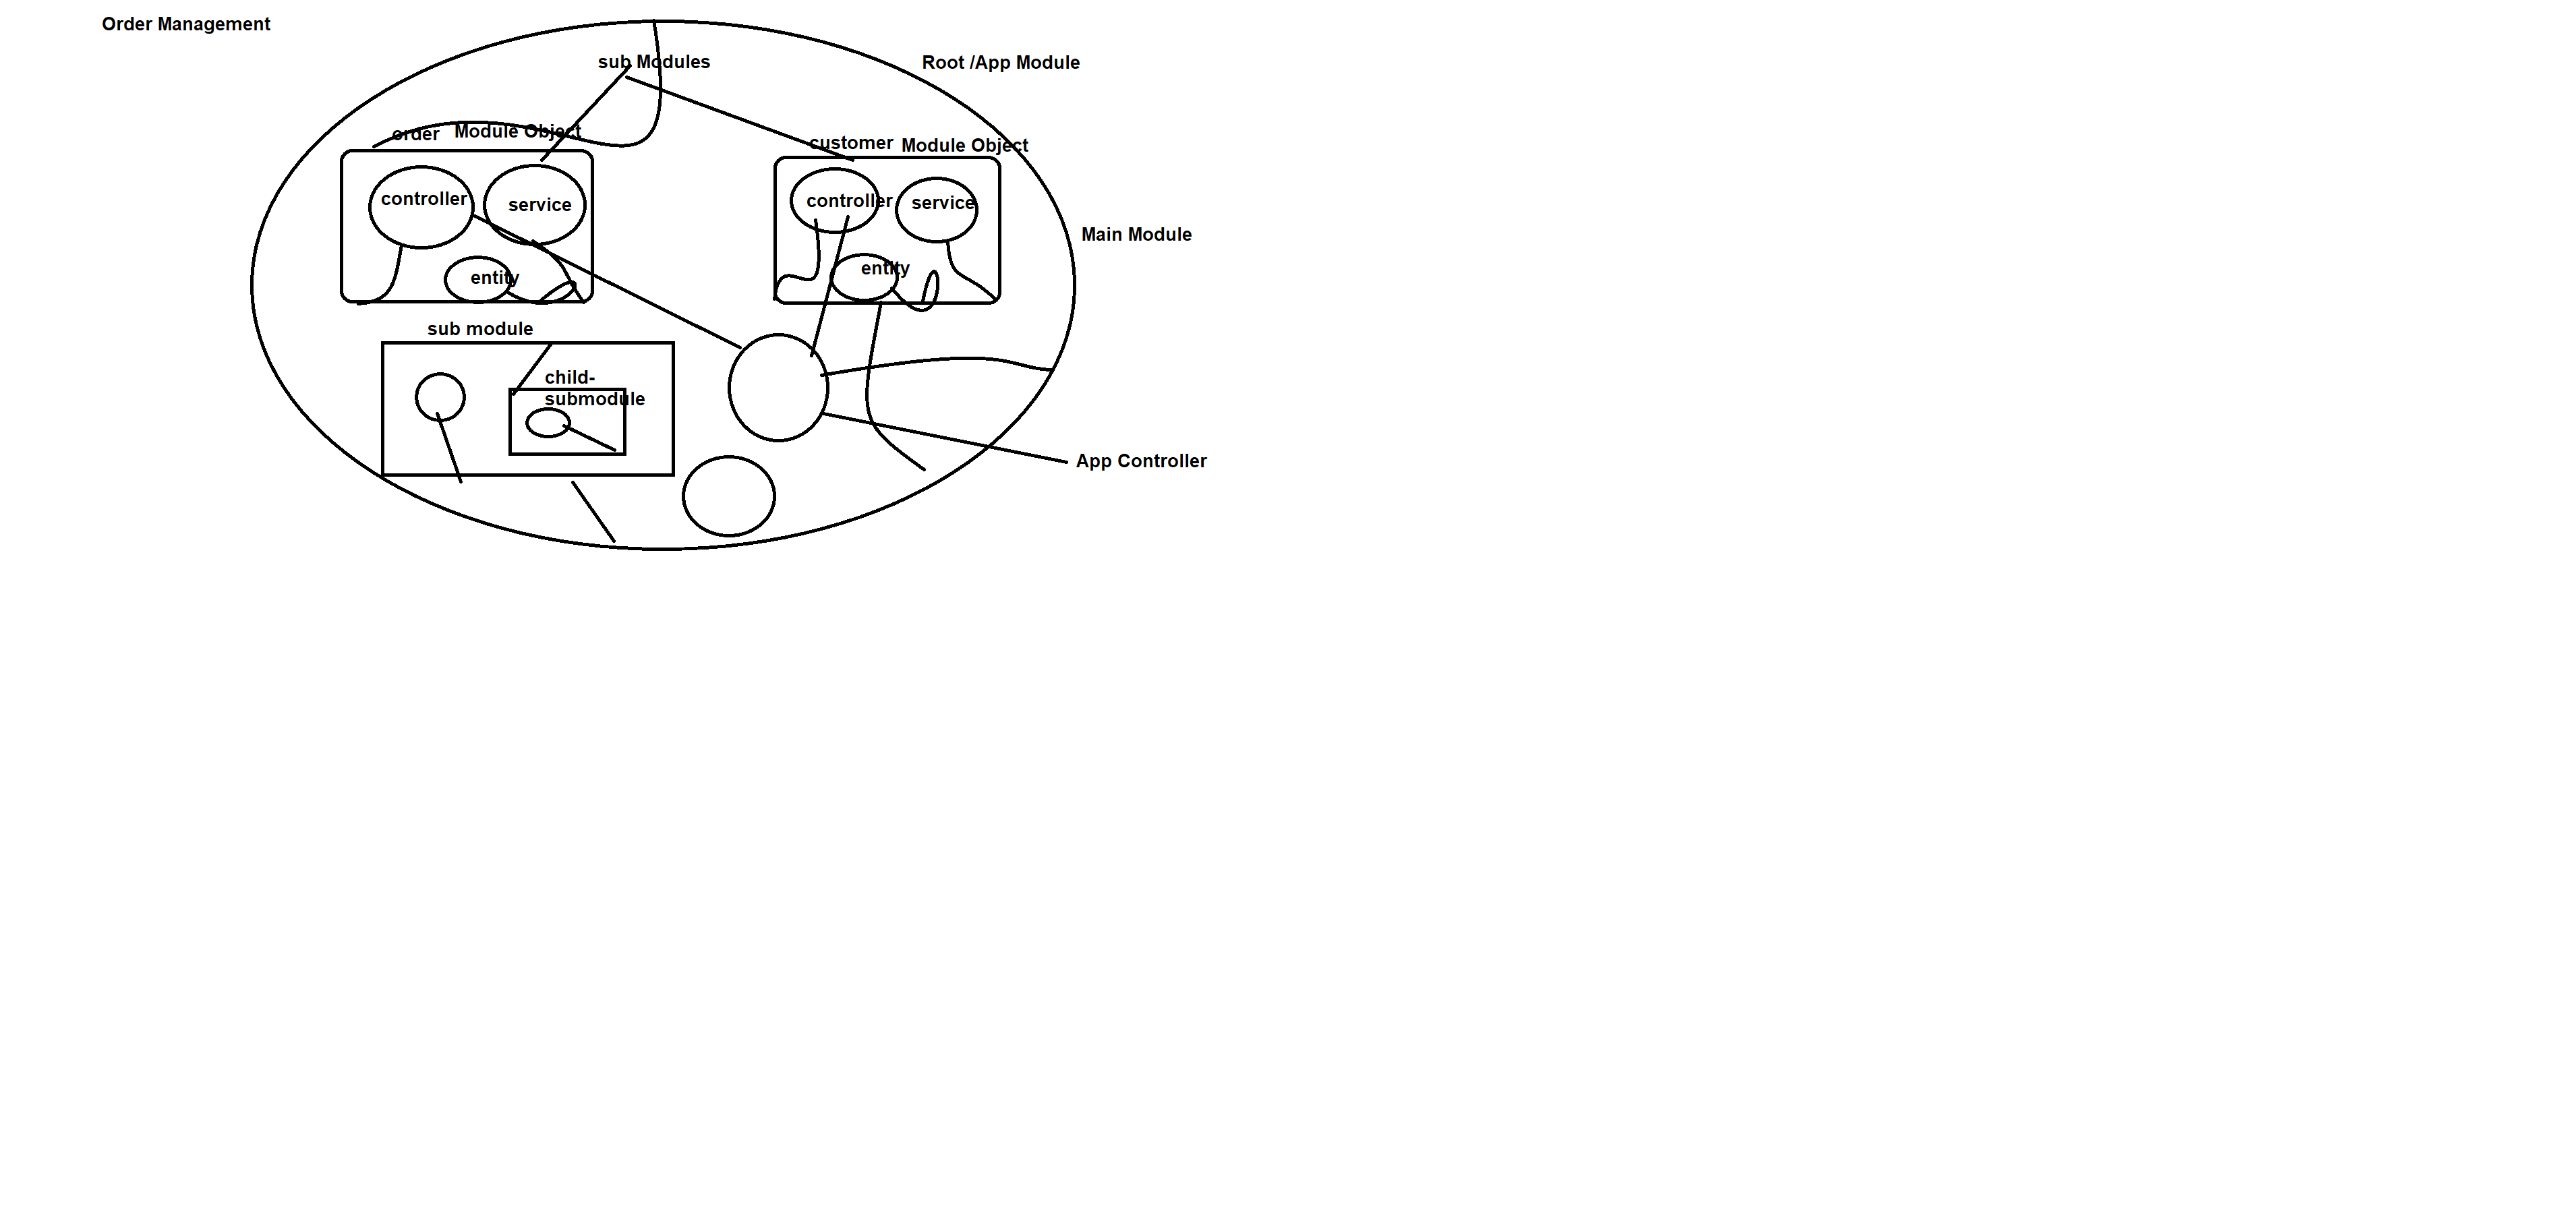 Order Management
sub Modules
Root /App Module
order
Module Object
customer
Module Object
controller
service
controller
service
Main Module
entity
entity
sub module
child-
submodule
App Controller